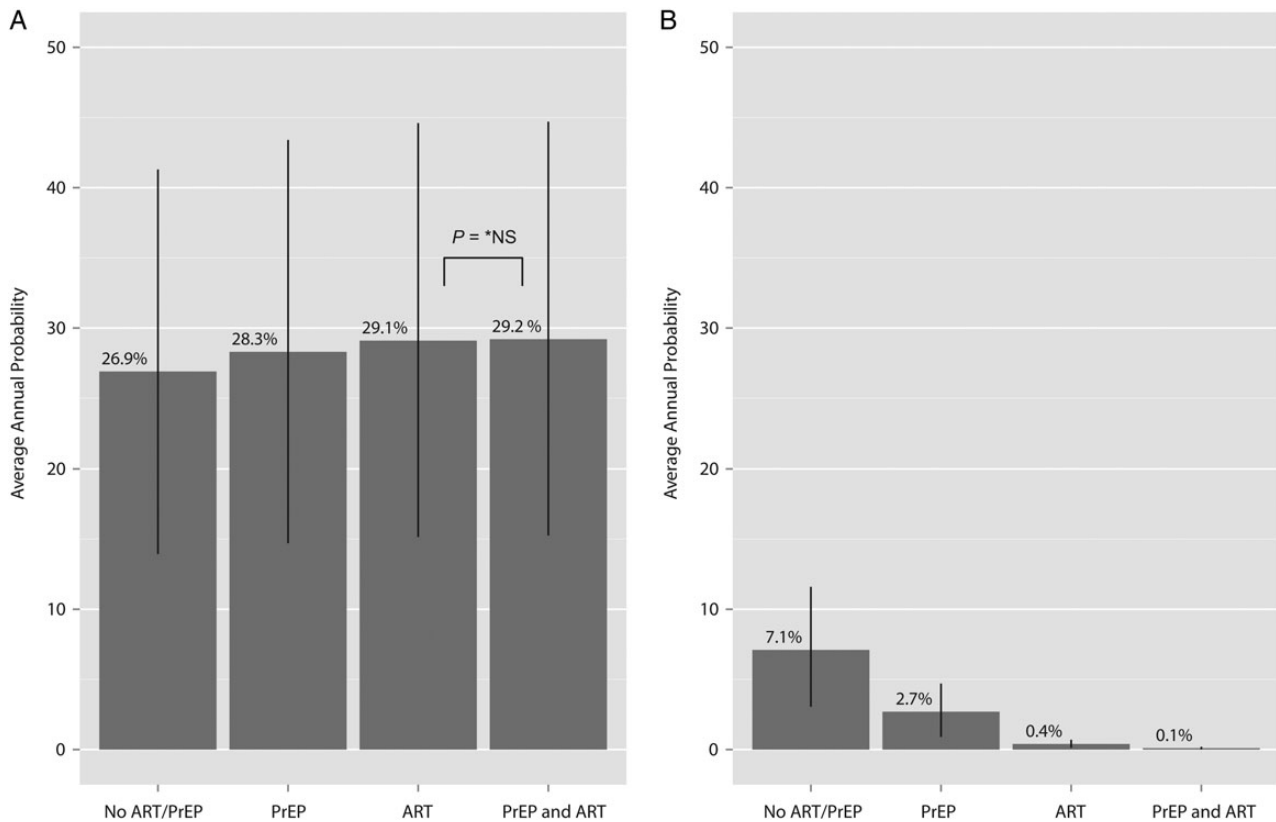 A
50
40
30
20
10
0
Average Annual Probability
P = *NS
26.9%
28.3%
29.1%
29.2 %
No ART/PrEP
PrEP
ART
PrEP and ART
B
50
40
30
20
10
0
Average Annual Probability
7.1%
2.7%
0.4%
0.1%
No ART/PrEP
PrEP
ART
PrEP and ART